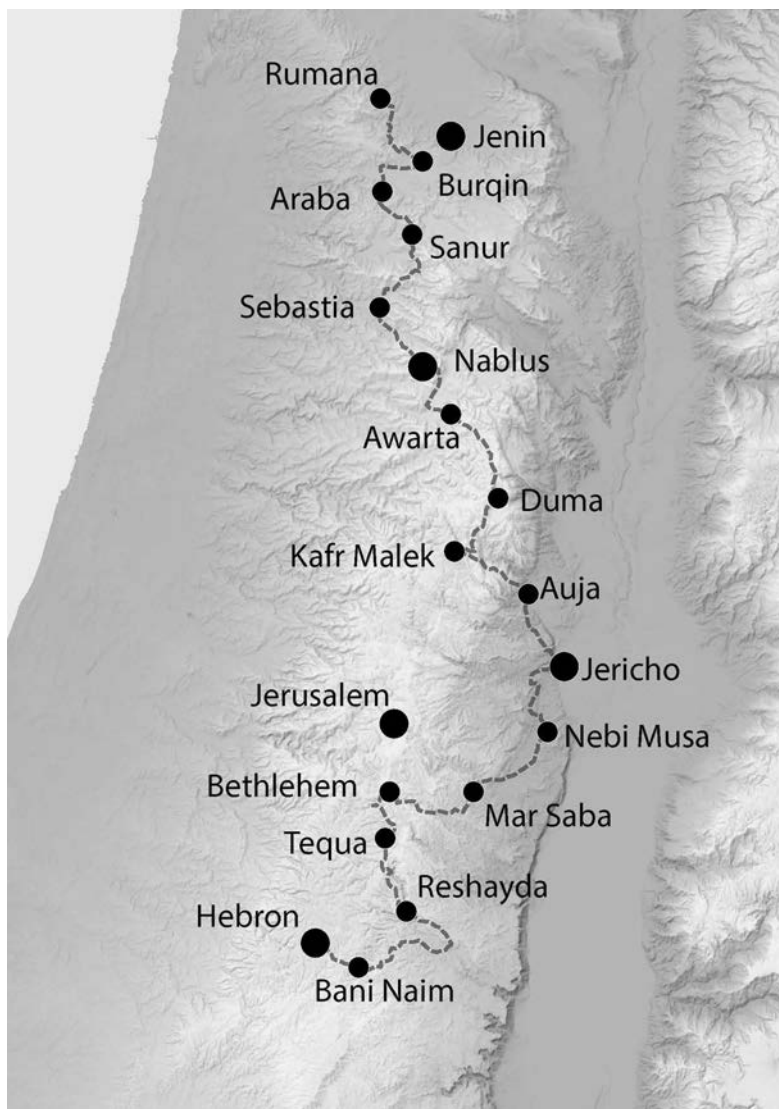 Rumana
Jenin
Burqin
Araba
Sanur
Sebastia
Nablus
Awarta
Duma
Kafr Malek
Auja
Jericho
Jerusalem
Nebi Musa
Bethlehem
Mar Saba
Tequa
Reshayda
Hebron
Bani Naim